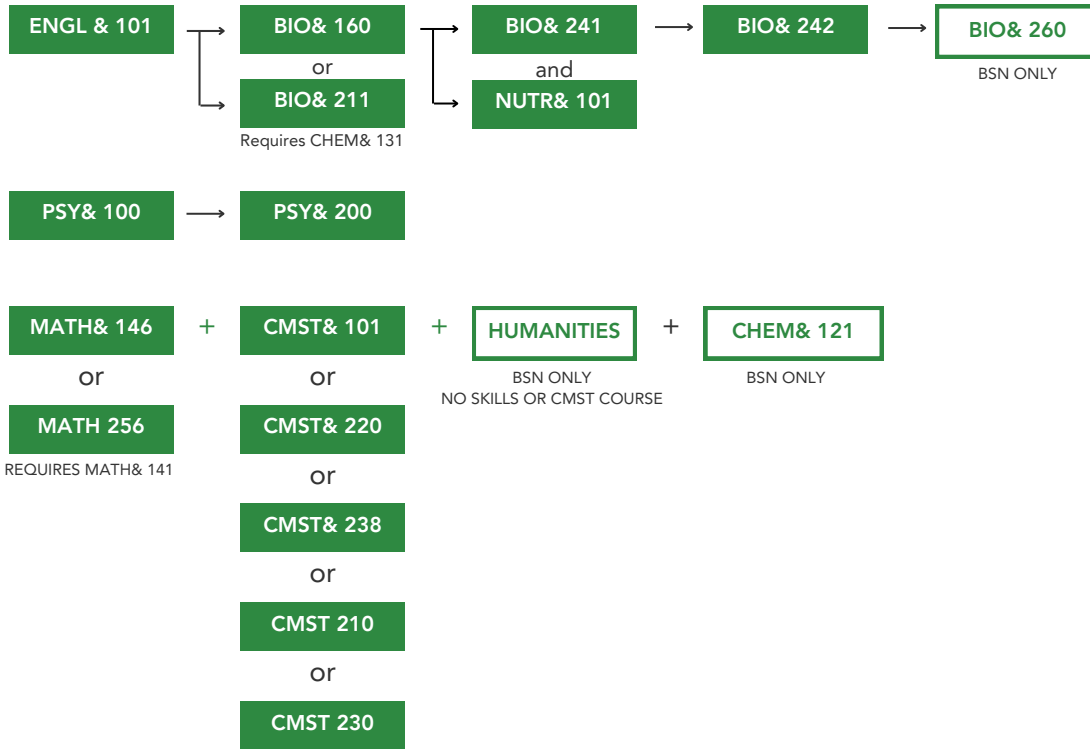 ENGL & 101
BIO& 160
BIO& 241
BIO& 242
BIO& 260
or
and
BSN ONLY
BIO& 211
NUTR& 101
Requires CHEM& 131
PSY& 100
PSY& 200
MATH& 146
+
CMST& 101
+
HUMANITIES
+
CHEM& 121
or
or
BSN ONLY
BSN ONLY
NO SKILLS OR CMST COURSE
MATH 256
CMST& 220
REQUIRES MATH& 141
or
CMST& 238
or
CMST 210
or
CMST 230